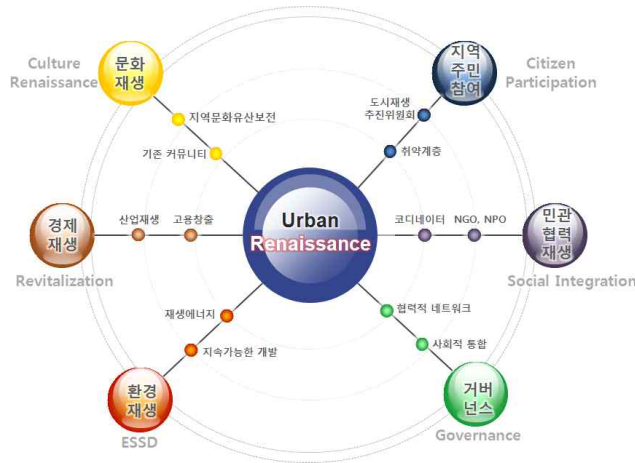 Culture
Renaissance
문화
재생
지역
주민
참여
Citizen
Participation
지역문화유산보전
기존 커뮤니티
도시재생
추진위원회
취약계층
경제
재생
Revitalization
산업재생
고용창출
Urban
Renaissance
코디네이터
NGO, NPO
민관
협력
재생
Social Integration
재생에너지
지속가능한 개발
협력적 네트워크
사회적 통합
환경
재생
ESSD
거버
넌스
Governance